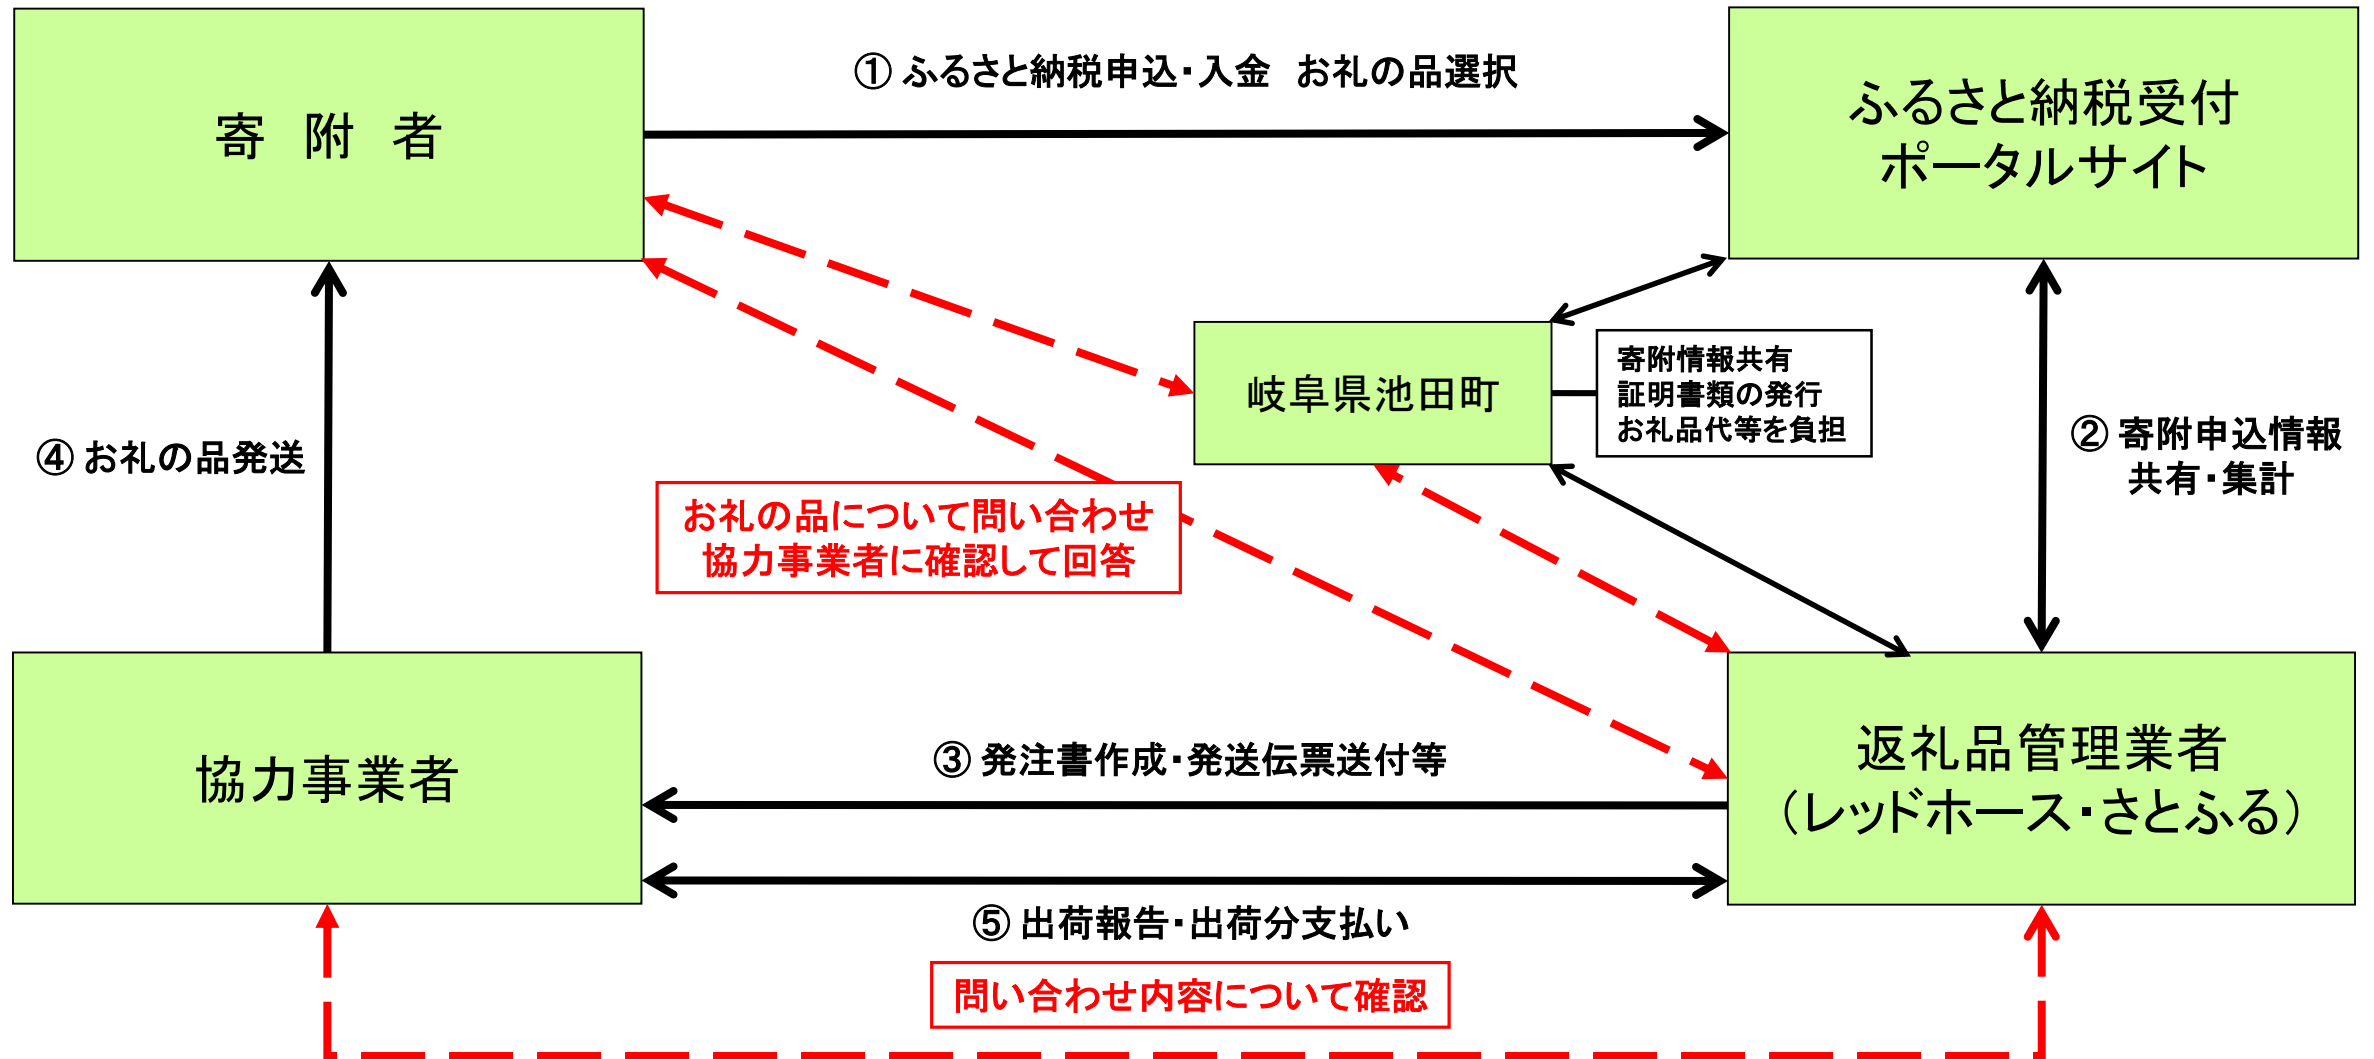 寄　附　者
① ふるさと納税申込・入金　お礼の品選択
ふるさと納税受付
ポータルサイト
岐阜県池田町
寄附情報共有
証明書類の発行
お礼品代等を負担
② 寄附申込情報
共有・集計
④ お礼の品発送
お礼の品について問い合わせ
協力事業者に確認して回答
協力事業者
③ 発注書作成・発送伝票送付等
返礼品管理業者
（レッドホース・さとふる）
⑤ 出荷報告・出荷分支払い
問い合わせ内容について確認